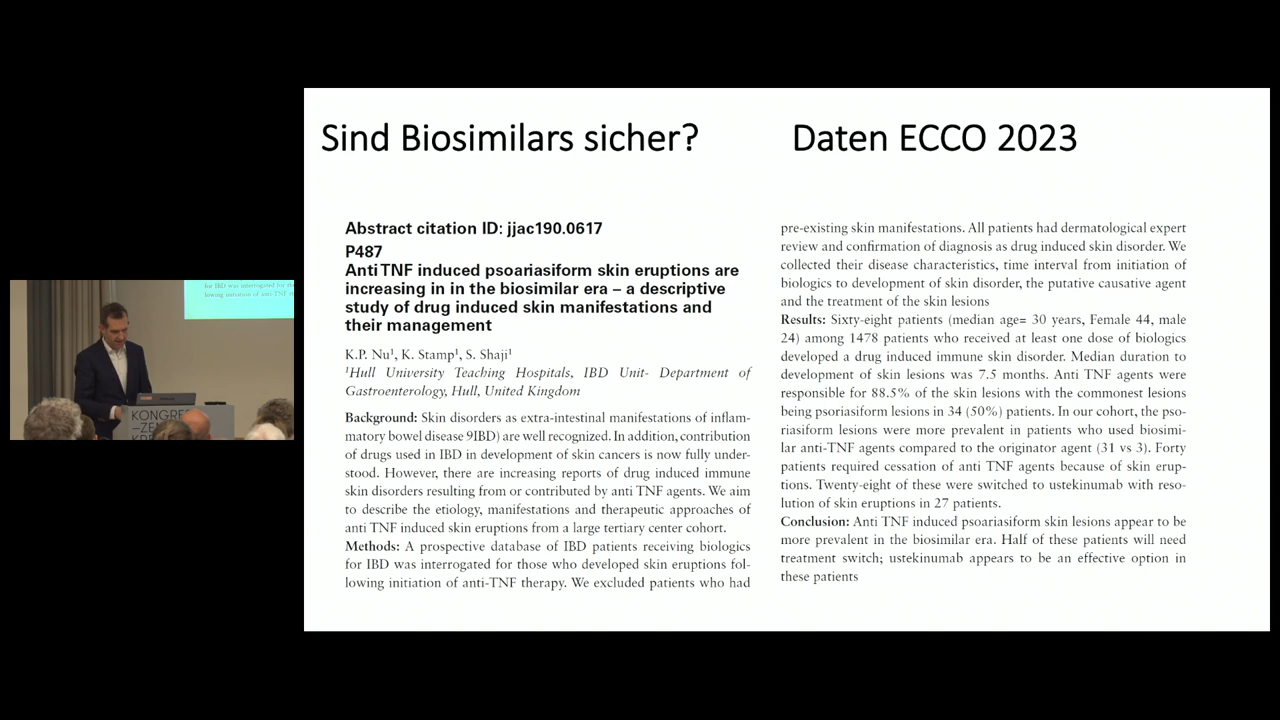 Sind Biosimilars sicher?
Daten ECCO 2023
Abstract citation ID: jjac190.0617
P487
Anti TNF induced psoariasiform skin eruptions are
increasing in in the biosimilar era – a descriptive
study of drug induced skin manifestations and
their management
K.P. Nu¹, K. Stamp¹, S. Shaji¹
¹Hull University Teaching Hospitals, IBD Unit- Department of
Gastroenterology, Hull, United Kingdom
Background: Skin disorders as extra-intestinal manifestations of inflam-
matory bowel disease 9IBD) are well recognized. In addition, contribution
of drugs used in IBD in development of skin cancers is now fully under-
stood. However, there are increasing reports of drug induced immune
skin disorders resulting from or contributed by anti TNF agents. We aim
to describe the etiology, manifestations and therapeutic approaches of
anti TNF induced skin eruptions from a large tertiary center cohort.
Methods: A prospective database of IBD patients receiving biologics
for IBD was interrogated for those who developed skin eruptions fol-
lowing initiation of anti-TNF therapy. We excluded patients who had
pre-existing skin manifestations. All patients had dermatological expert
review and confirmation of diagnosis as drug induced skin disorder. We
collected their disease characteristics, time interval from initiation of
biologics to development of skin disorder, the putative causative agent
and the treatment of the skin lesions
Results: Sixty-eight patients (median age= 30 years, Female 44, male
24) among 1478 patients who received at least one dose of biologics
developed a drug induced immune skin disorder. Median duration to
development of skin lesions was 7.5 months. Anti TNF agents were
responsible for 88.5% of the skin lesions with the commonest lesions
being psoriasiform lesions in 34 (50%) patients. In our cohort, the pso-
riasiform lesions were more prevalent in patients who used biosimi-
lar anti-TNF agents compared to the originator agent (31 vs 3). Forty
patients required cessation of anti TNF agents because of skin erup-
tions. Twenty-eight of these were switched to ustekinumab with reso-
lution of skin eruptions in 27 patients.
Conclusion: Anti TNF induced psoariasiform skin lesions appear to be
more prevalent in the biosimilar era. Half of these patients will need
treatment switch; ustekinumab appears to be an effective option in
these patients
for IBD was interrogated for th
lowing initiation of anti-TNF th
KONGRE
–ZEN
KRE